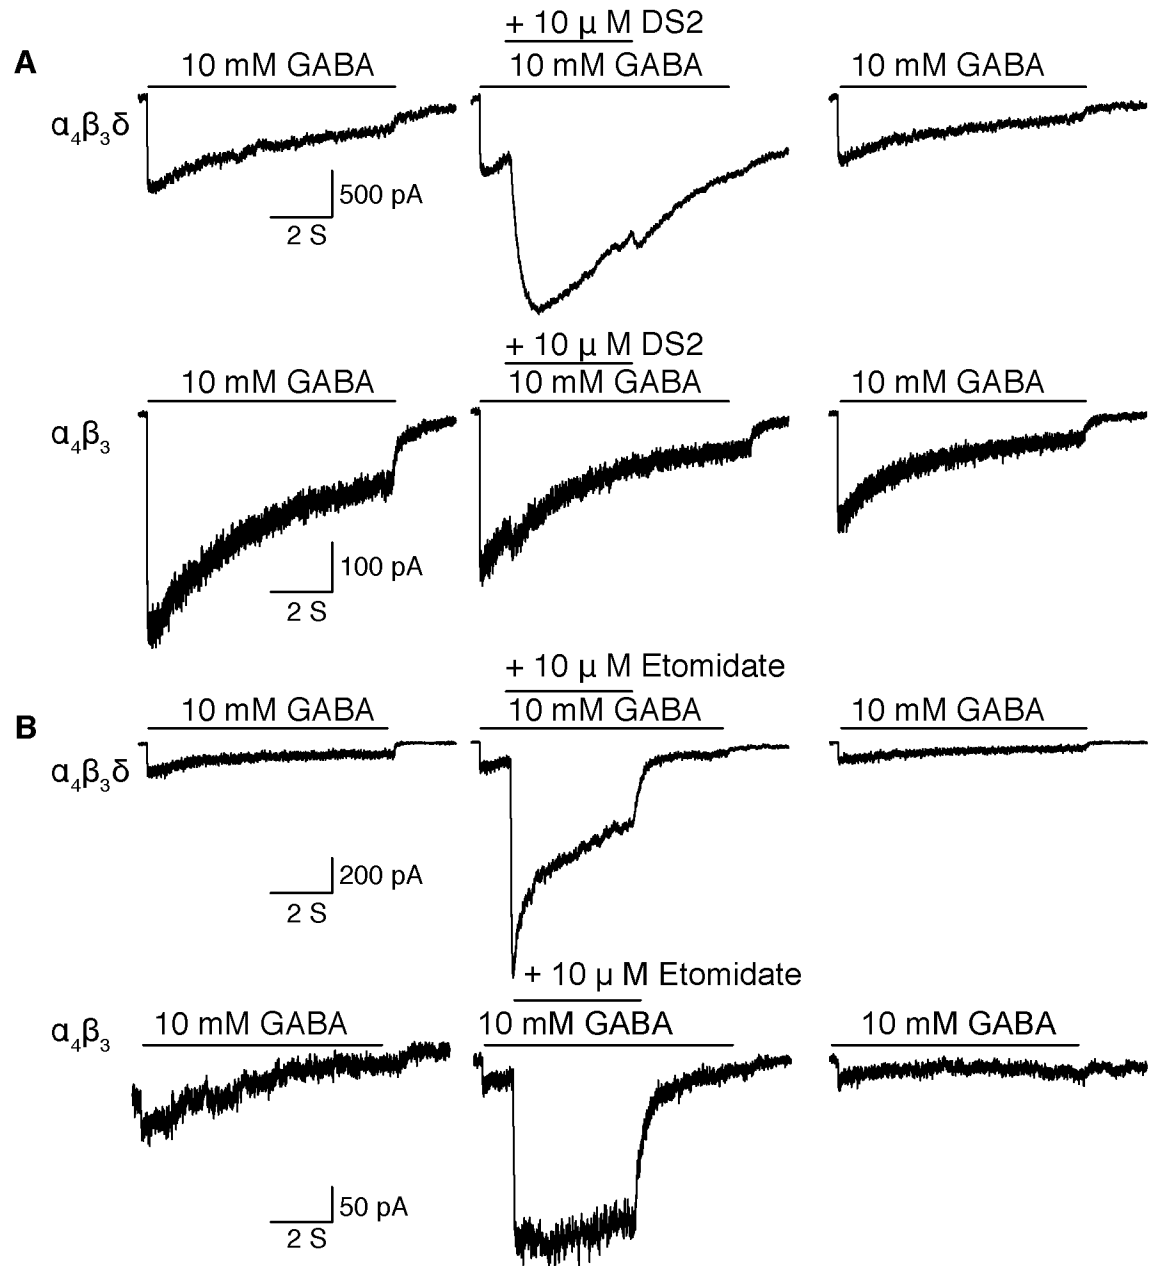 + 10 μ M DS2
A
10 mM GABA
10 mM GABA
10 mM GABA
α₄β₃δ
500 pA
2 S
+ 10 μ M DS2
10 mM GABA
10 mM GABA
10 mM GABA
α₄β₃
100 pA
2 S
+ 10 μ M Etomidate
B
10 mM GABA
10 mM GABA
10 mM GABA
α₄β₃δ
200 pA
2 S
+ 10 μ M Etomidate
α₄β₃
10 mM GABA
10 mM GABA
10 mM GABA
50 pA
2 S